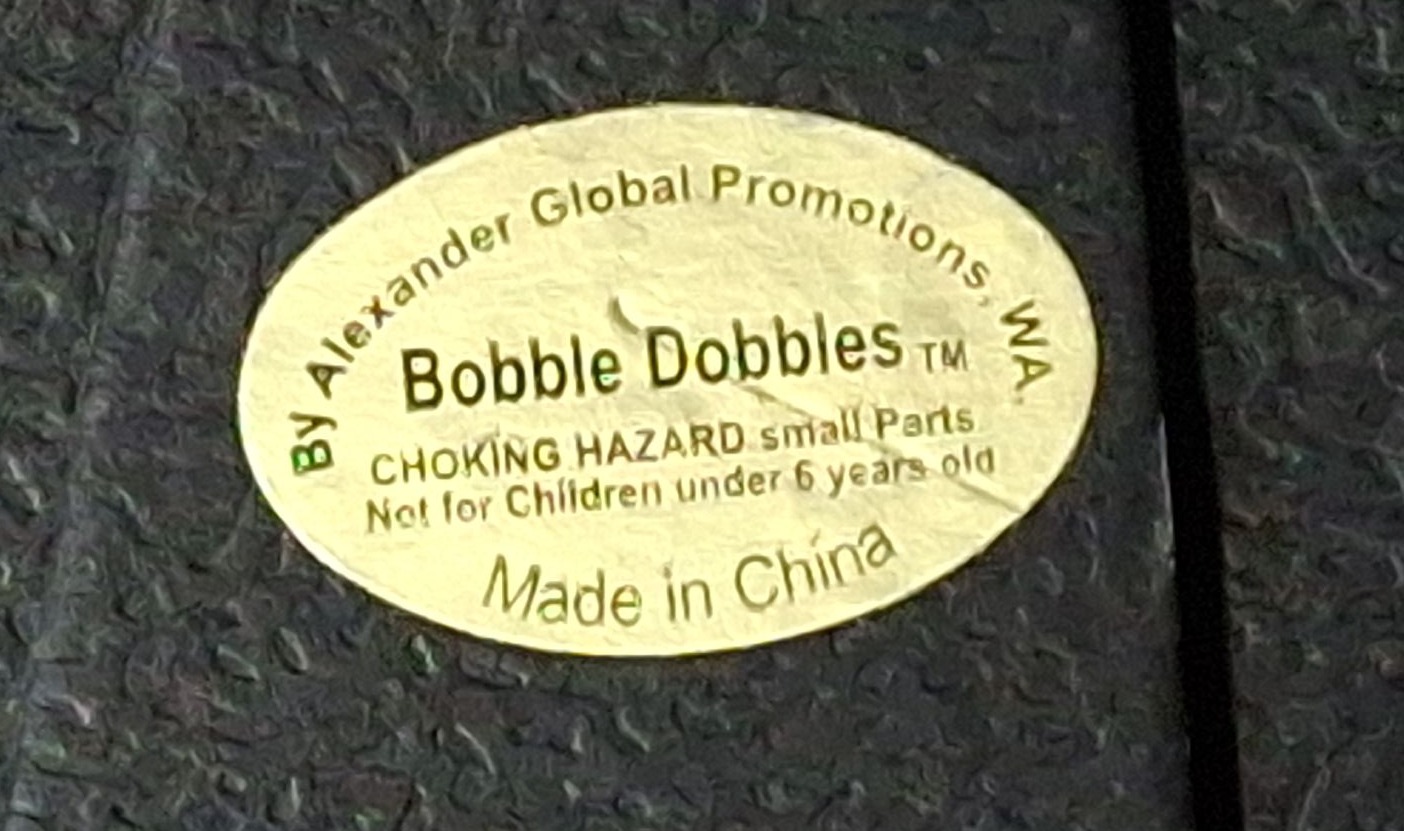 By Alexander Global Promotions, WA.
Bobble Dobbles TM
CHOKING HAZARD small Parts
Not for Children under 6 years old
Made in China